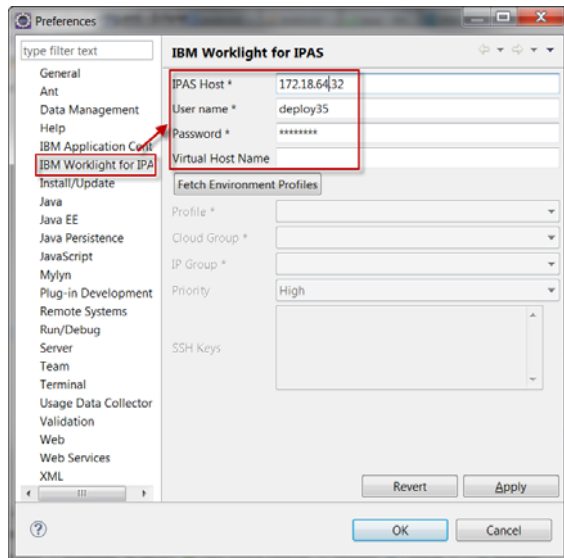 Preferences
type filter text
General
Ant
Data Management
Help
IBM Application Cent
IBM Worklight for IPA
Install/Update
Java
Java EE
Java Persistence
JavaScript
Mylyn
Plug-in Development
Remote Systems
Run/Debug
Server
Team
Terminal
Usage Data Collector
Validation
Web
Web Services
XML
IBM Worklight for IPAS
IPAS Host * 172.18.64.32
User name * deploy35
Password * ********
Virtual Host Name
Fetch Environment Profiles
Profile *
Cloud Group *
IP Group *
Priority High
SSH Keys
Revert Apply
? OK Cancel